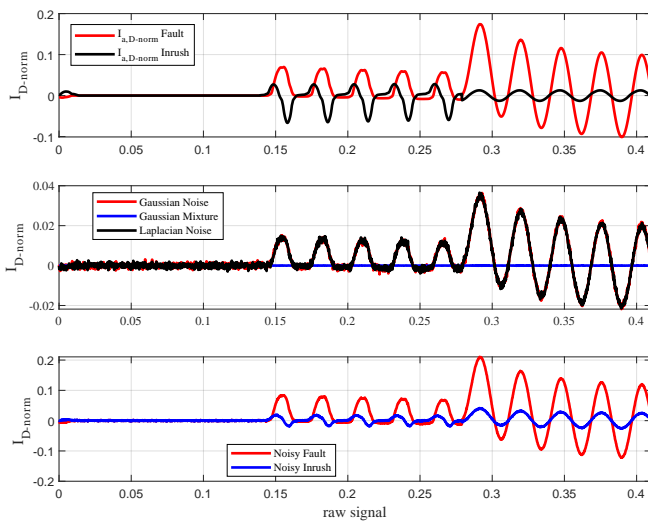 0.2
0.1
0
-0.1
I_D-norm
I_a,D-norm Fault
I_a,D-norm Inrush
0 0.05 0.1 0.15 0.2 0.25 0.3 0.35 0.4
0.04
0.02
0
-0.02
I_D-norm
Gaussian Noise
Gaussian Mixture
Laplacian Noise
0 0.05 0.1 0.15 0.2 0.25 0.3 0.35 0.4
0.2
0.1
0
-0.1
-0.2
I_D-norm
Noisy Fault
Noisy Inrush
0 0.05 0.1 0.15 0.2 0.25 0.3 0.35 0.4
raw signal